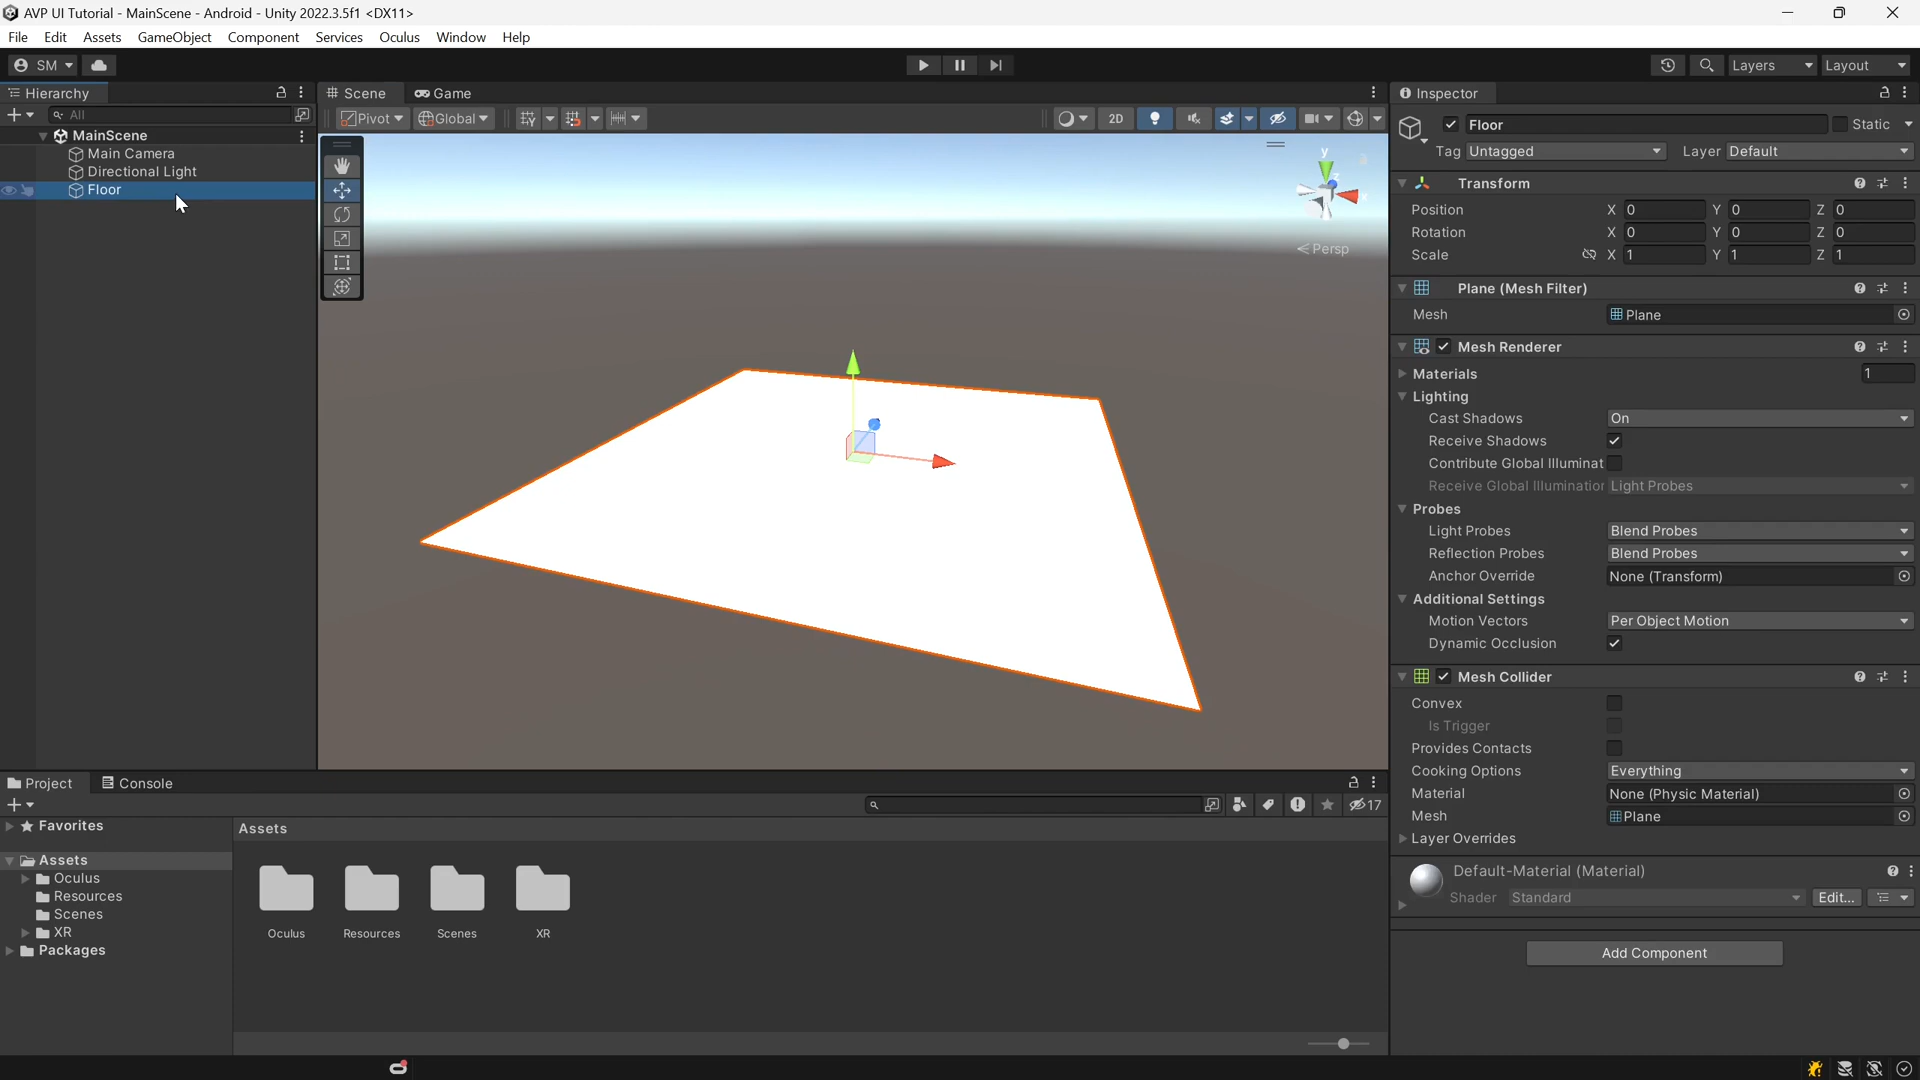 AVP UI Tutorial - MainScene - Android - Unity 2022.3.5f1 <DX11>
File Edit Assets GameObject Component Services Oculus Window Help
SM Layers Layout
Hierarchy
All
MainScene
Main Camera
Directional Light
Floor
Scene Game
Pivot Global 2D
y
z
x
Persp
Inspector
Floor Static
Tag Untagged Layer Default
Transform
Position X 0 Y 0 Z 0
Rotation X 0 Y 0 Z 0
Scale X 1 Y 1 Z 1
Plane (Mesh Filter)
Mesh Plane
Mesh Renderer
Materials 1
Lighting
Cast Shadows On
Receive Shadows
Contribute Global Illuminat
Receive Global Illumination Light Probes
Probes
Light Probes Blend Probes
Reflection Probes Blend Probes
Anchor Override None (Transform)
Additional Settings
Motion Vectors Per Object Motion
Dynamic Occlusion
Mesh Collider
Convex
Is Trigger
Provides Contacts
Cooking Options Everything
Material None (Physic Material)
Mesh Plane
Layer Overrides
Default-Material (Material)
Shader Standard Edit...
Add Component
Project Console
17
Favorites
Assets
Oculus
Resources
Scenes
XR
Packages
Assets
Oculus Resources Scenes XR